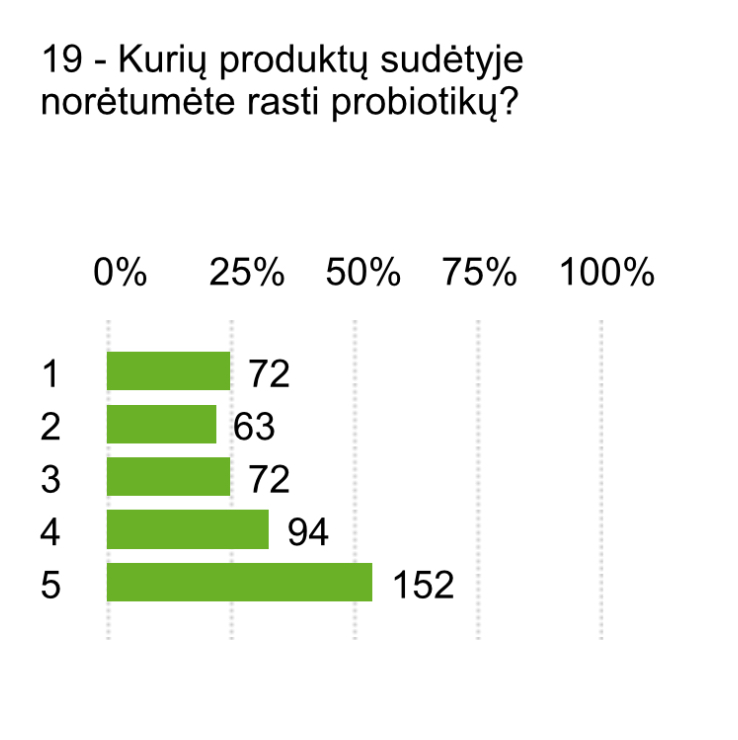 19 - Kurių produktų sudėtyje
norėtumėte rasti probiotikų?
0% 25% 50% 75% 100%
1 72
2 63
3 72
4 94
5 152